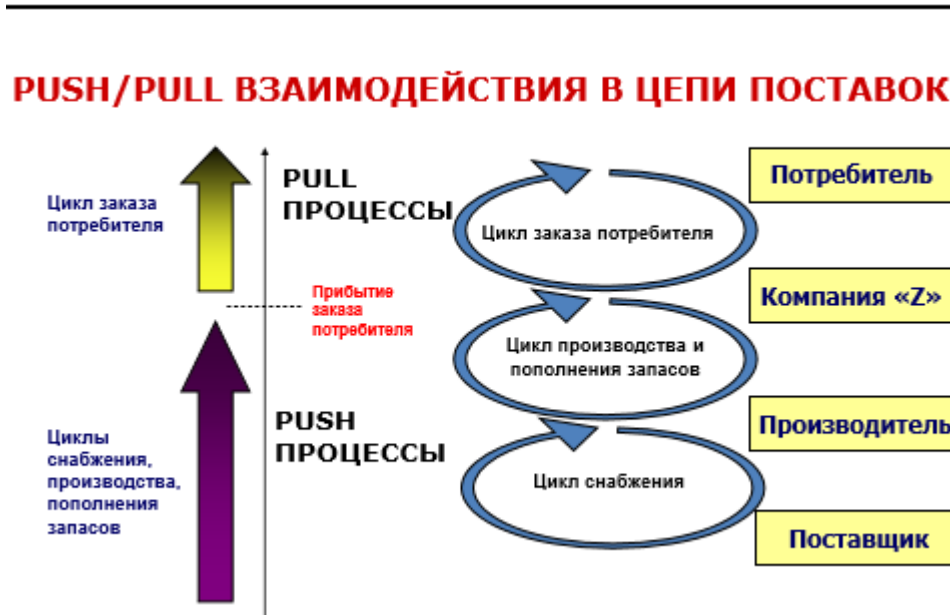 PUSH/PULL ВЗАИМОДЕЙСТВИЯ В ЦЕПИ ПОСТАВОК
Цикл заказа
потребителя
PULL
ПРОЦЕССЫ
Прибытие
заказа
потребителя
Циклы
снабжения,
производства,
пополнения
запасов
PUSH
ПРОЦЕССЫ
Цикл заказа потребителя
Цикл производства и
пополнения запасов
Цикл снабжения
Потребитель
Компания «Z»
Производитель
Поставщик